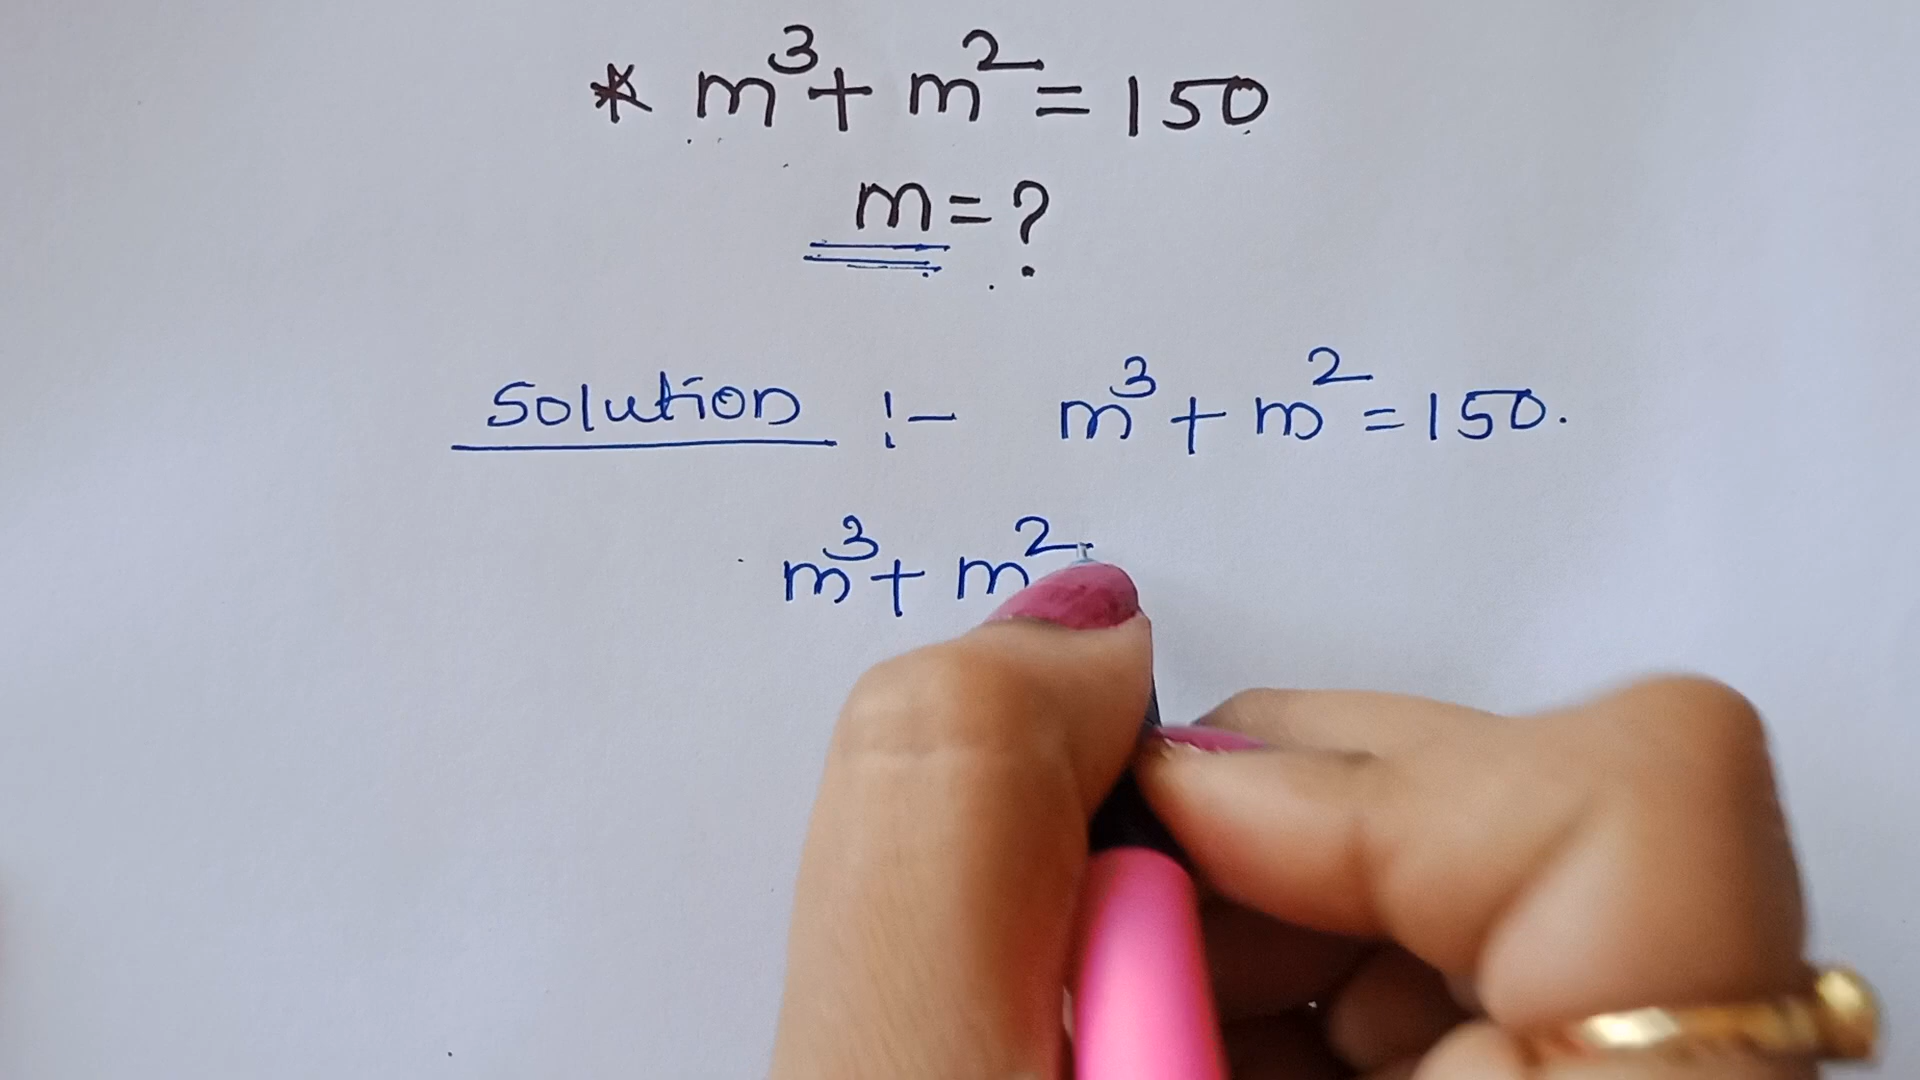 * m³ + m² = 150
m = ?
Solution :- m³ + m² = 150.
m³ + m²